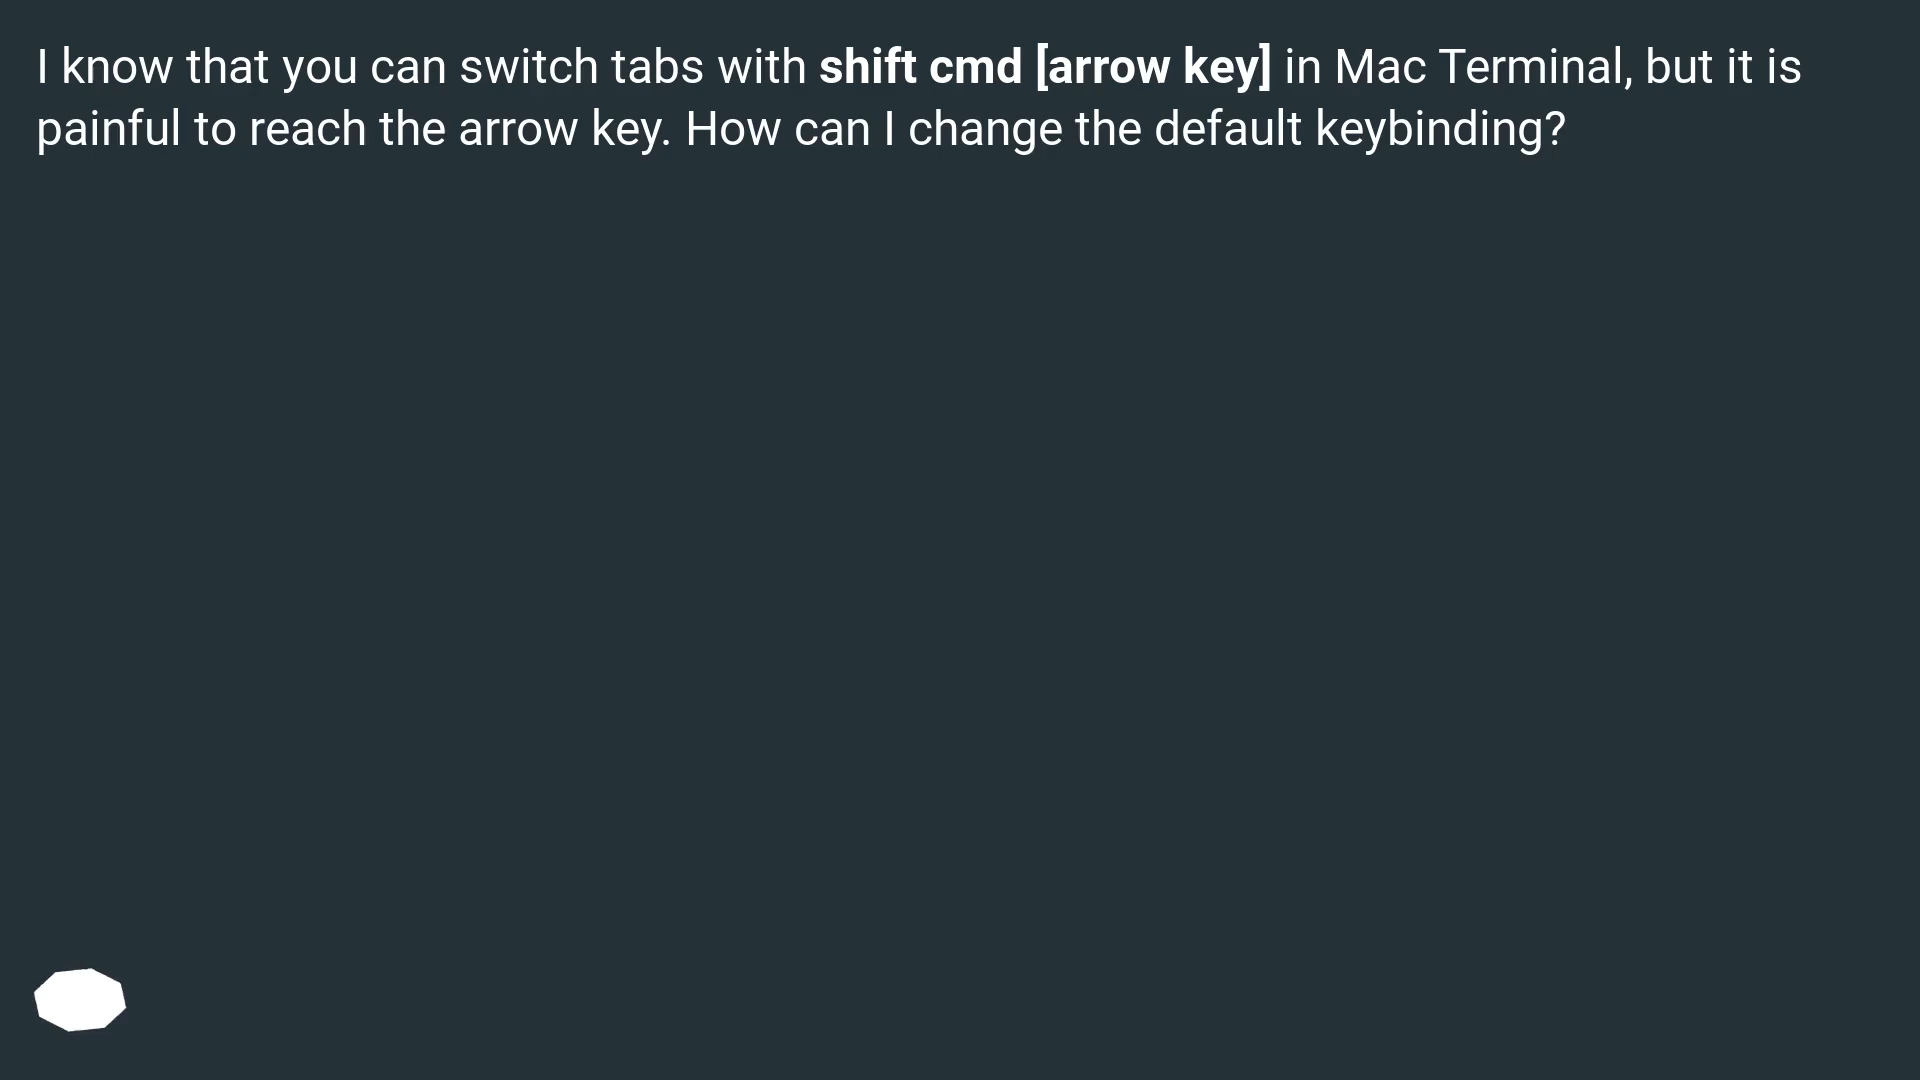 I know that you can switch tabs with shift cmd [arrow key] in Mac Terminal, but it is
painful to reach the arrow key. How can I change the default keybinding?